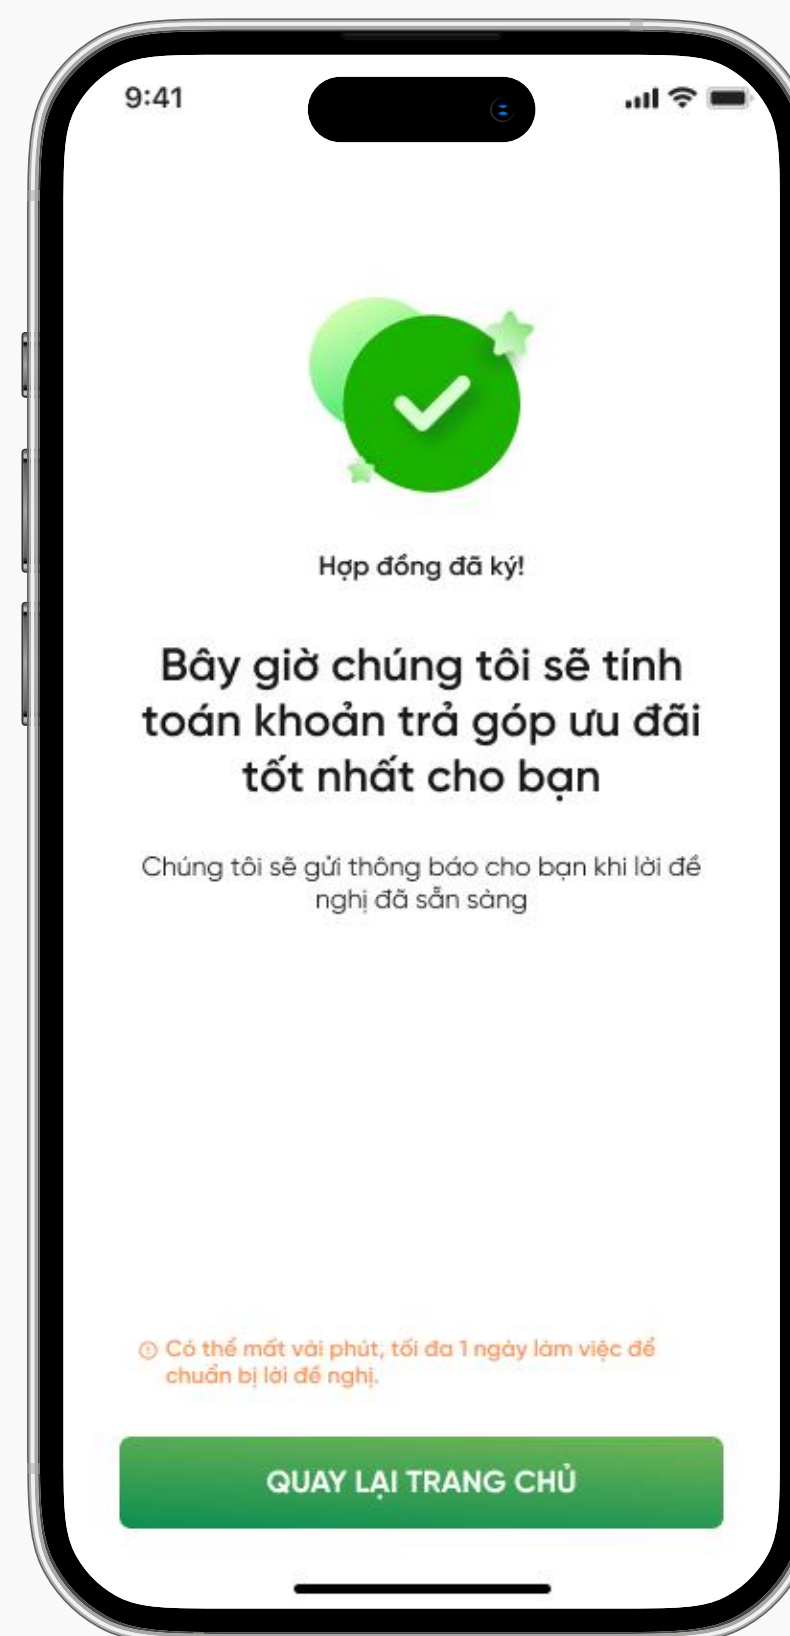 9:41
Hợp đồng đã ký!
Bây giờ chúng tôi sẽ tính
toán khoản trả góp ưu đãi
tốt nhất cho bạn
Chúng tôi sẽ gửi thông báo cho bạn khi lời đề
nghị đã sẵn sàng
Có thể mất vài phút, tối đa 1 ngày làm việc để
chuẩn bị lời đề nghị.
QUAY LẠI TRANG CHỦ